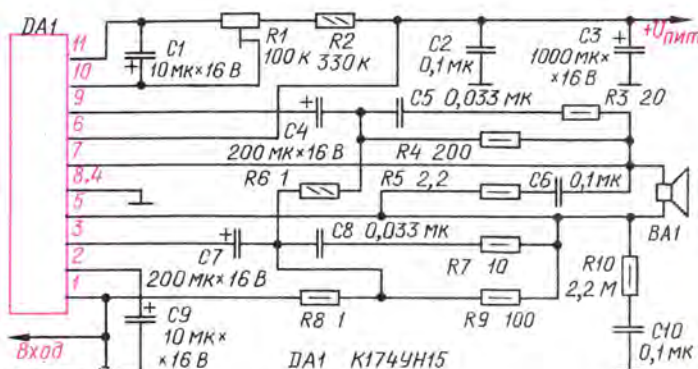 DA1
11
10
9
6
7
8,4
5
3
2
1
C1
10 мк×16 В
R1
100 к
R2
330 к
C2
0,1 мк
C3
1000 мк×
×16 В
+Uпит
C4
200 мк×16 В
C5 0,033 мк
R3 20
R4 200
R6 1
R5 2,2
C6
0,1 мк
BA1
C7
200 мк×16 В
C8 0,033 мк
R7 10
R10
2,2 М
R8 1
R9 100
C9
10 мк×
×16 В
C10
0,1 мк
Вход
DA1 К174УН15